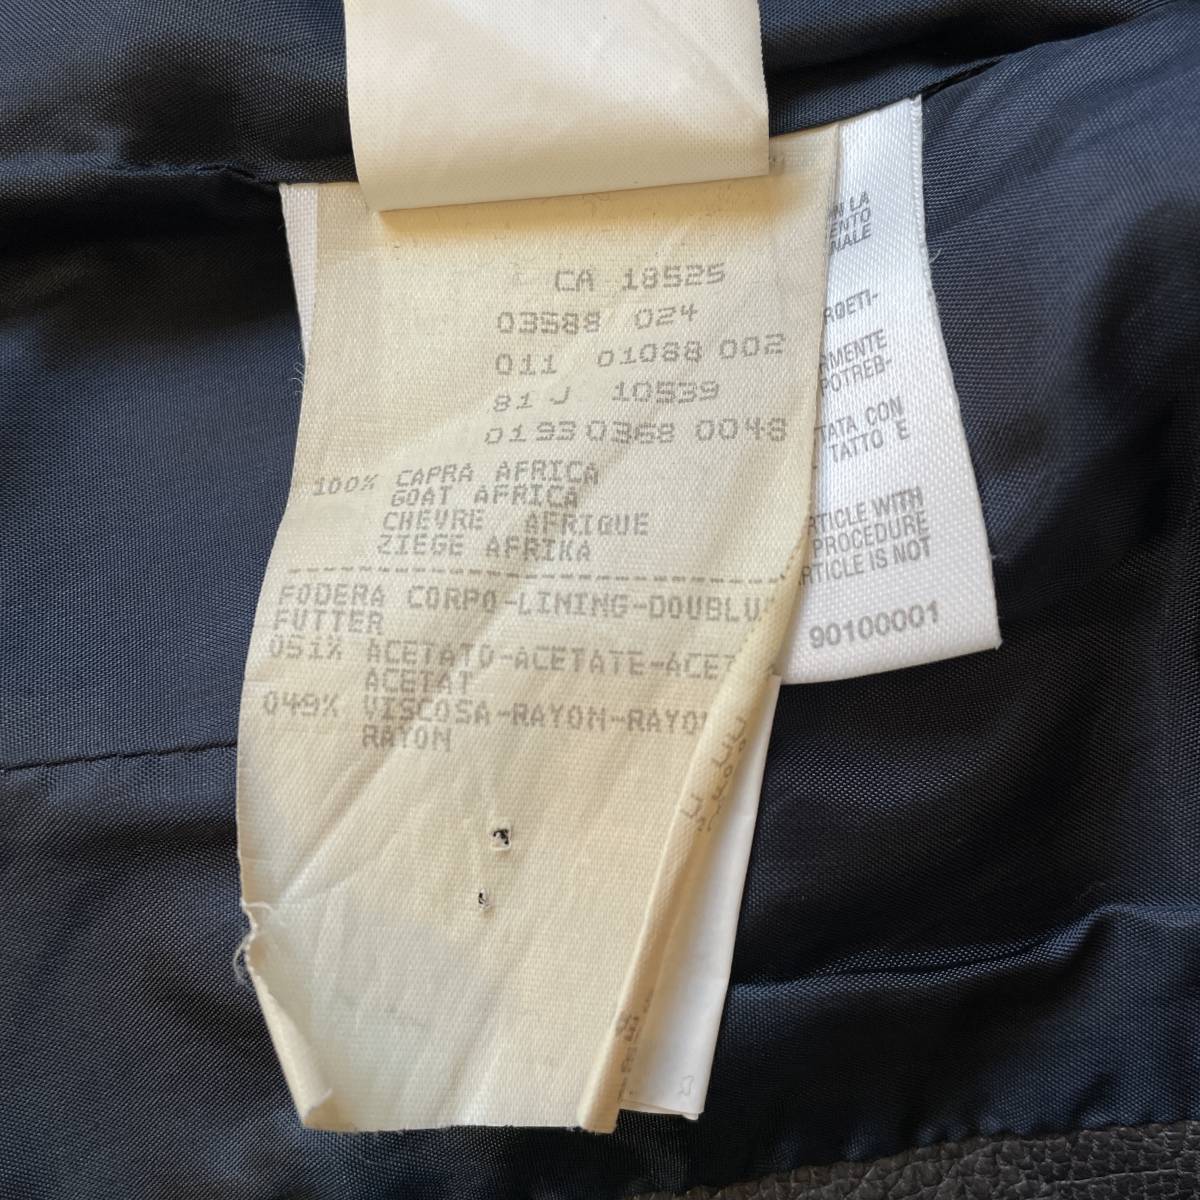 CA 18525
03588 024
011 01088 002
81 J 10539
0193 0368 0048
100% CAPRA AFRICA
GOAT AFRICA
CHEVRE AFRIQUE
ZIEGE AFRIKA
FODERA CORPO-LINING-DOUBLU
FUTTER
051% ACETATO-ACETATE-ACET
ACETAT
049% VISCOSA-RAYON-RAYO
RAYON
N LA
ENTO
NALE
RGETI-
RMENTE
POTREB-
TATA CON
TATTO E
RTICLE WITH
PROCEDURE
RTICLE IS NOT
90100001